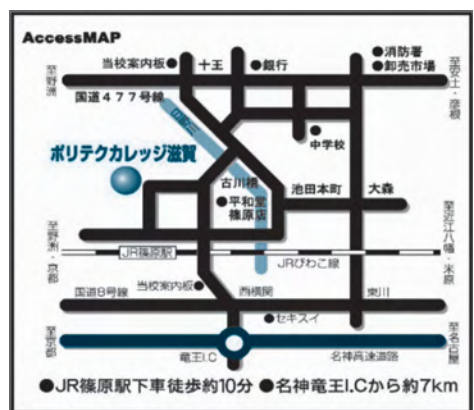 AccessMAP
当校案内板●
十王
●銀行
●消防署
●卸売市場
至野洲
至安土・彦根
国道477号線
●中学校
ポリテクカレッジ滋賀
古川橋
●平和堂
篠原店
池田本町
大森
至野洲・京都
至近江八幡・米原
JR篠原駅
JRびわこ線
国道8号線
当校案内板●
西横関
東川
●セキスイ
至京都
至名古屋
竜王I.C
名神高速道路
●JR篠原駅下車徒歩約10分 ●名神竜王I.Cから約7km